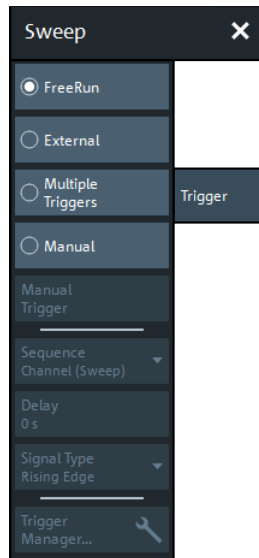 Sweep
FreeRun
External
Multiple
Triggers
Trigger
Manual
Manual
Trigger
Sequence
Channel (Sweep)
Delay
0 s
Signal Type
Rising Edge
Trigger
Manager...